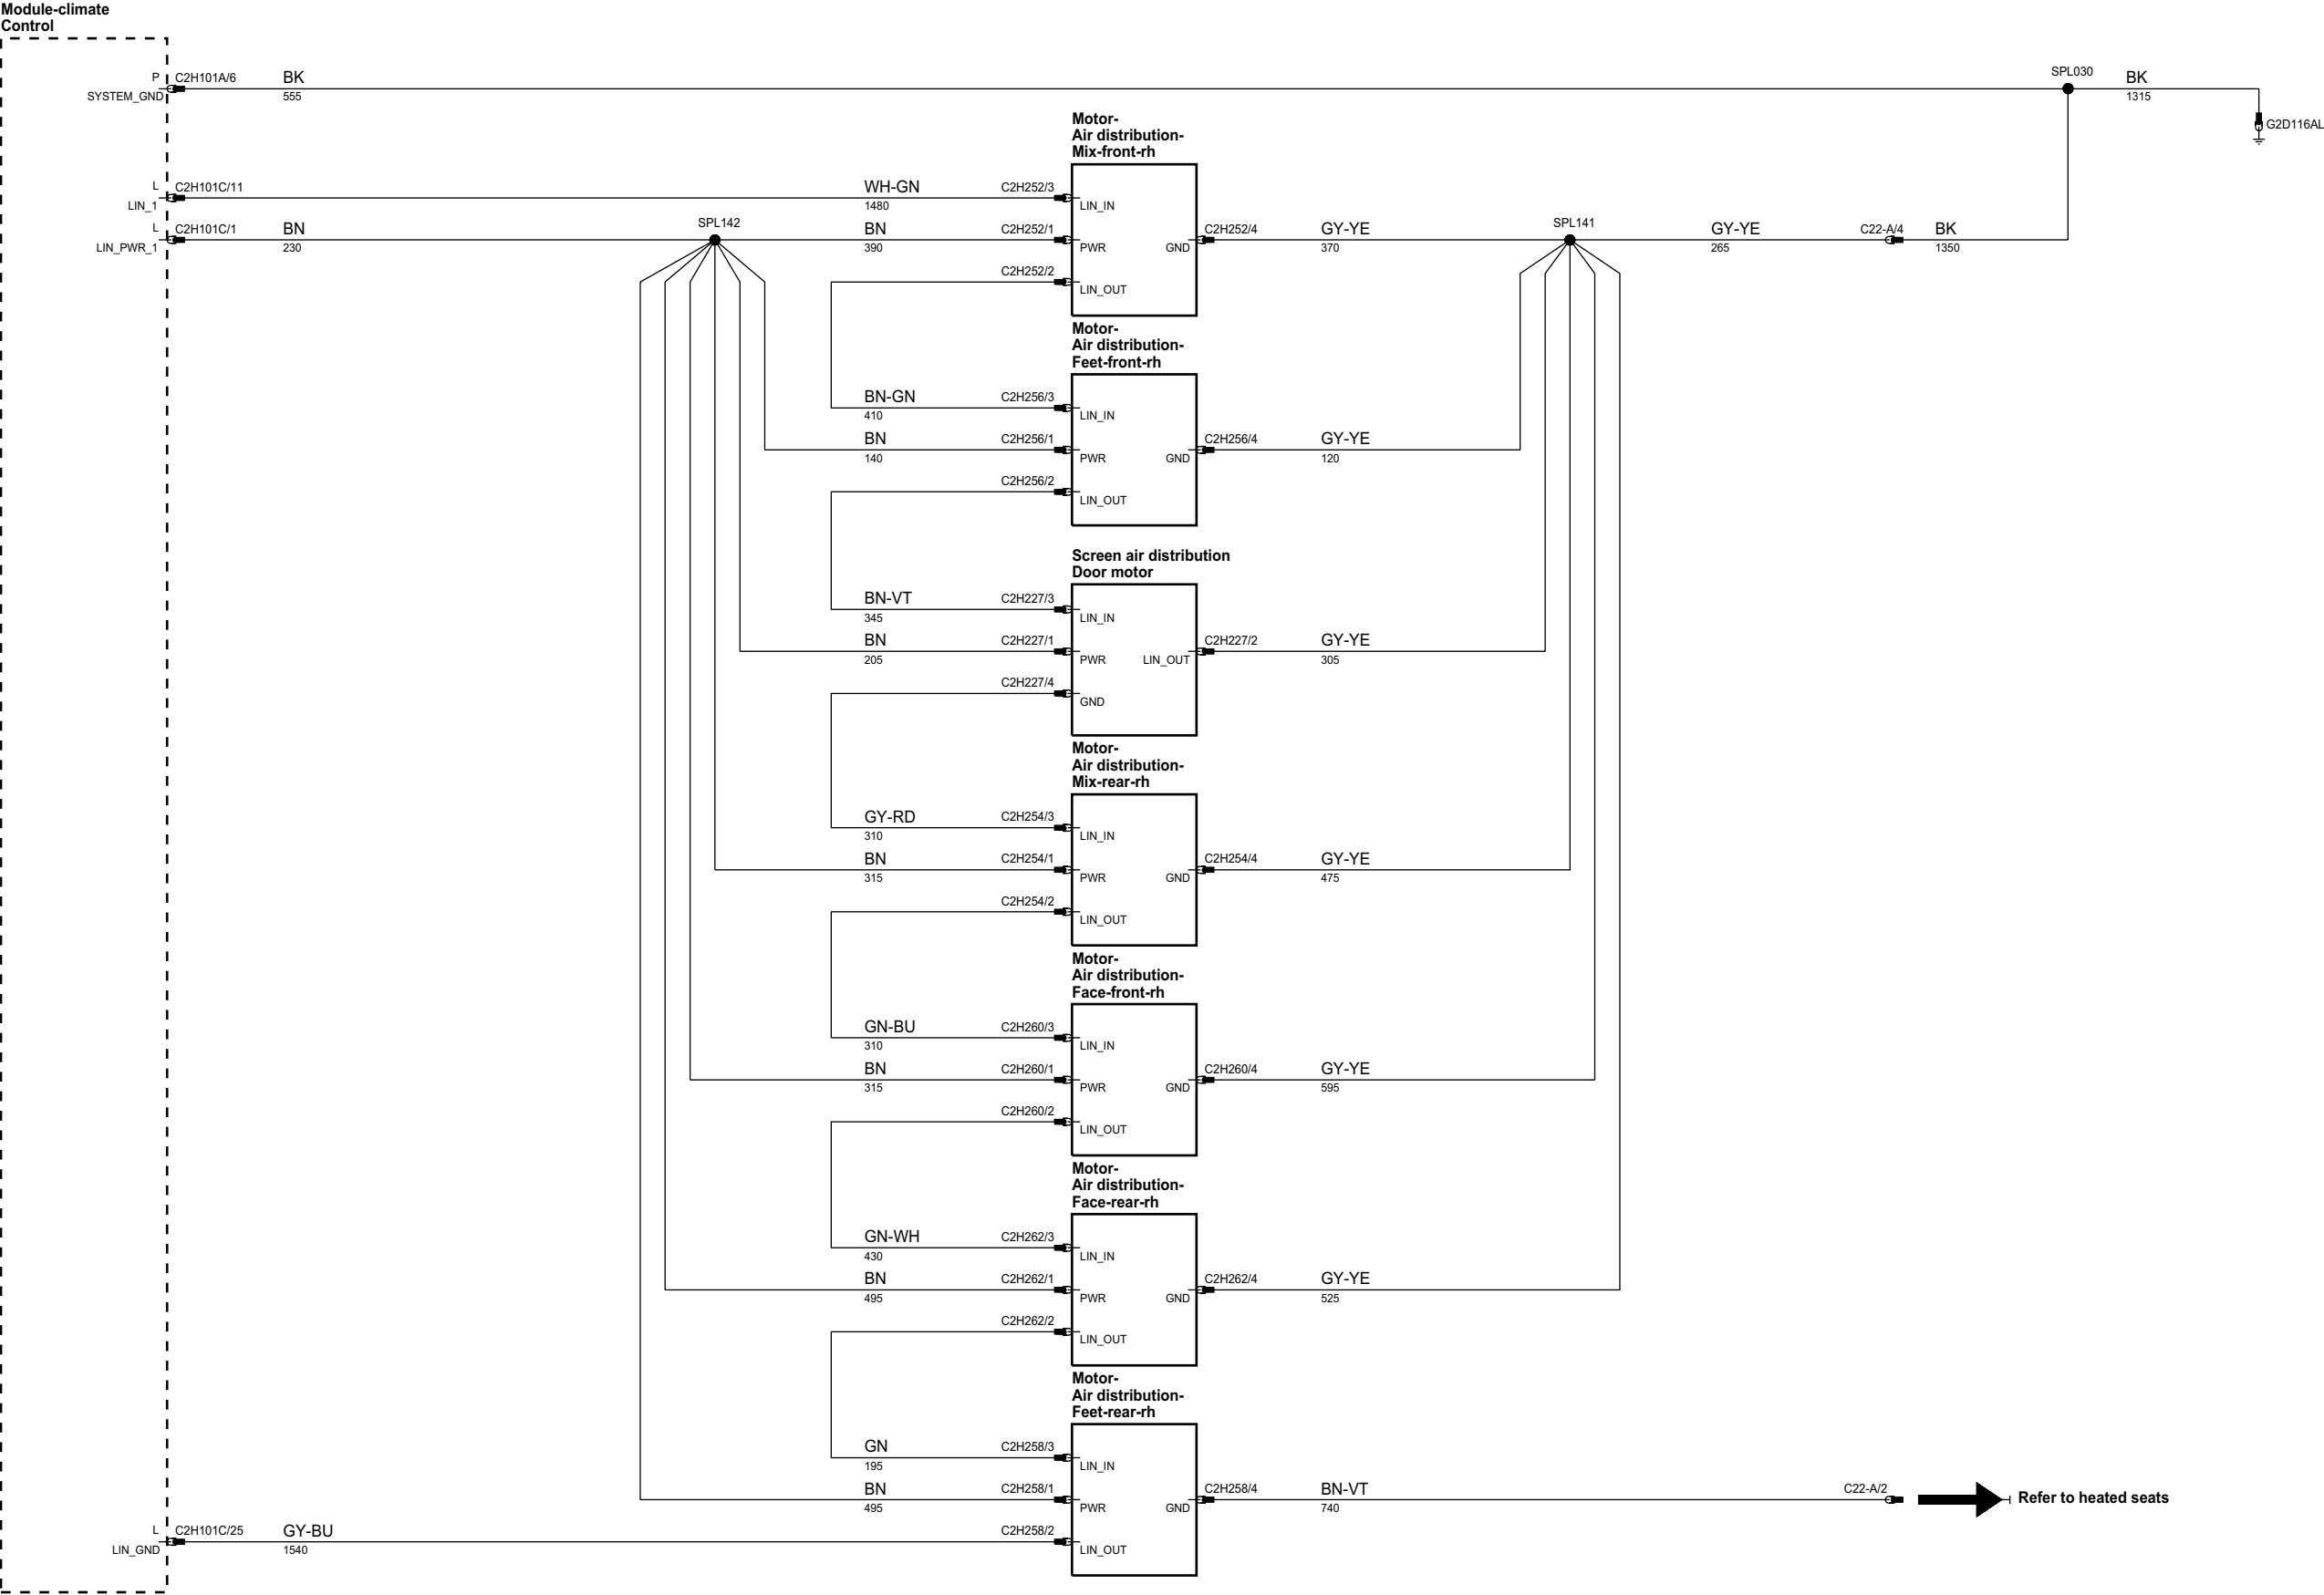 Module-climate
Control
P
C2H101A/6
BK
SYSTEM_GND
555
SPL030
BK
1315
G2D116AL
Motor-
Air distribution-
Mix-front-rh
L
C2H101C/11
WH-GN
C2H252/3
LIN_1
1480
LIN_IN
L
C2H101C/1
BN
SPL142
BN
C2H252/1
C2H252/4
GY-YE
SPL141
GY-YE
C22-A/4
BK
LIN_PWR_1
230
390
PWR
GND
370
265
1350
C2H252/2
LIN_OUT
Motor-
Air distribution-
Feet-front-rh
BN-GN
C2H256/3
410
LIN_IN
BN
C2H256/1
C2H256/4
GY-YE
140
PWR
GND
120
C2H256/2
LIN_OUT
Screen air distribution
Door motor
BN-VT
C2H227/3
345
LIN_IN
BN
C2H227/1
C2H227/2
GY-YE
205
PWR
LIN_OUT
305
C2H227/4
GND
Motor-
Air distribution-
Mix-rear-rh
GY-RD
C2H254/3
310
LIN_IN
BN
C2H254/1
C2H254/4
GY-YE
315
PWR
GND
475
C2H254/2
LIN_OUT
Motor-
Air distribution-
Face-front-rh
GN-BU
C2H260/3
310
LIN_IN
BN
C2H260/1
C2H260/4
GY-YE
315
PWR
GND
595
C2H260/2
LIN_OUT
Motor-
Air distribution-
Face-rear-rh
GN-WH
C2H262/3
430
LIN_IN
BN
C2H262/1
C2H262/4
GY-YE
495
PWR
GND
525
C2H262/2
LIN_OUT
Motor-
Air distribution-
Feet-rear-rh
GN
C2H258/3
195
LIN_IN
BN
C2H258/1
C2H258/4
BN-VT
C22-A/2
Refer to heated seats
495
PWR
GND
740
L
C2H101C/25
GY-BU
C2H258/2
LIN_GND
1540
LIN_OUT